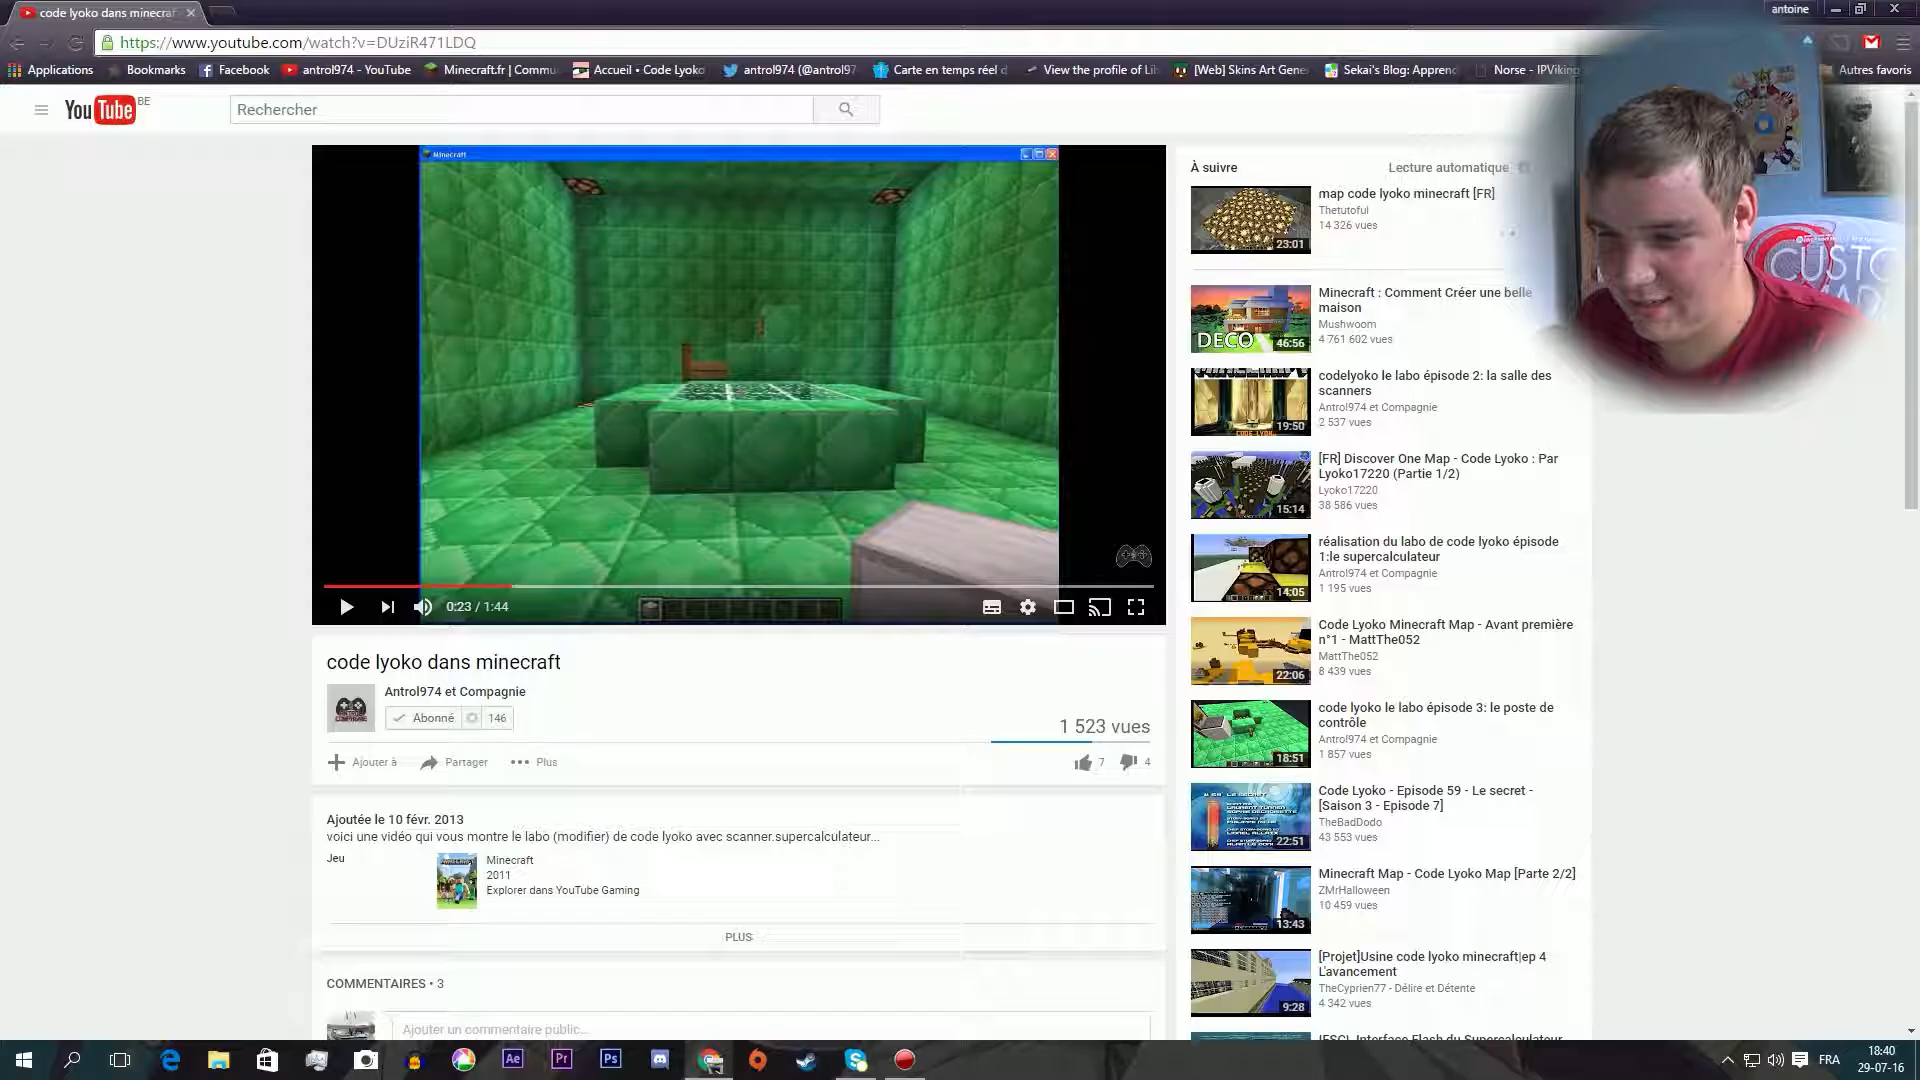 code lyoko dans minecraf
antoine
https://www.youtube.com/watch?v=DUziR471LDQ
Applications
Bookmarks
Facebook
antrol974 - YouTube
Minecraft.fr | Commu
Accueil • Code Lyoko
antrol974 (@antrol97
Carte en temps réel d
View the profile of Lib
[Web] Skins Art Gene
Sekai's Blog: Apprenc
Norse - IPViking
Autres favoris
YouTube BE
Rechercher
Minecraft
0:23 / 1:44
code lyoko dans minecraft
Antrol974 et Compagnie
Abonné 146
1 523 vues
Ajouter à
Partager
Plus
7
4
Ajoutée le 10 févr. 2013
voici une vidéo qui vous montre le labo (modifier) de code lyoko avec scanner.supercalculateur...
Jeu
Minecraft
2011
Explorer dans YouTube Gaming
PLUS
COMMENTAIRES • 3
Ajouter un commentaire public...
À suivre
Lecture automatique
23:01
map code lyoko minecraft [FR]
Thetutoful
14 326 vues
DECO
46:56
Minecraft : Comment Créer une belle
maison
Mushwoom
4 761 602 vues
19:50
codelyoko le labo épisode 2: la salle des
scanners
Antrol974 et Compagnie
2 537 vues
15:14
[FR] Discover One Map - Code Lyoko : Par
Lyoko17220 (Partie 1/2)
Lyoko17220
38 586 vues
14:05
réalisation du labo de code lyoko épisode
1:le supercalculateur
Antrol974 et Compagnie
1 195 vues
22:06
Code Lyoko Minecraft Map - Avant première
n°1 - MattThe052
MattThe052
8 439 vues
18:51
code lyoko le labo épisode 3: le poste de
contrôle
Antrol974 et Compagnie
1 857 vues
22:51
Code Lyoko - Episode 59 - Le secret -
[Saison 3 - Episode 7]
TheBadDodo
43 553 vues
13:43
Minecraft Map - Code Lyoko Map [Parte 2/2]
ZMrHalloween
10 459 vues
9:28
[Projet]Usine code lyoko minecraft|ep 4
L'avancement
TheCyprien77 - Délire et Détente
4 342 vues
CUSTO
Ae
Pr
Ps
FRA
18:40
29-07-16